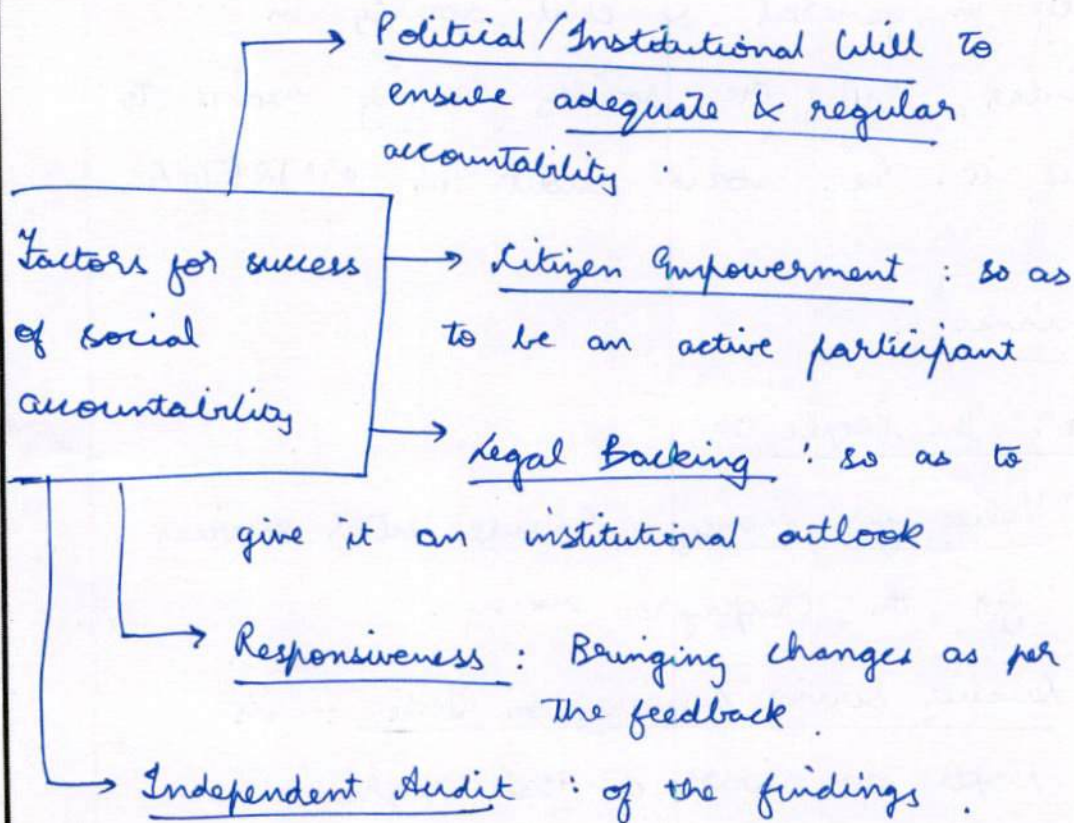 Political/Institutional Will to
ensure adequate & regular
accountability.
Factors for success
of social
accountability
Citizen Empowerment : so as
to be an active participant
Legal Backing : so as to
give it an institutional outlook
Responsiveness : Bringing changes as per
the feedback.
Independent Audit : of the findings.